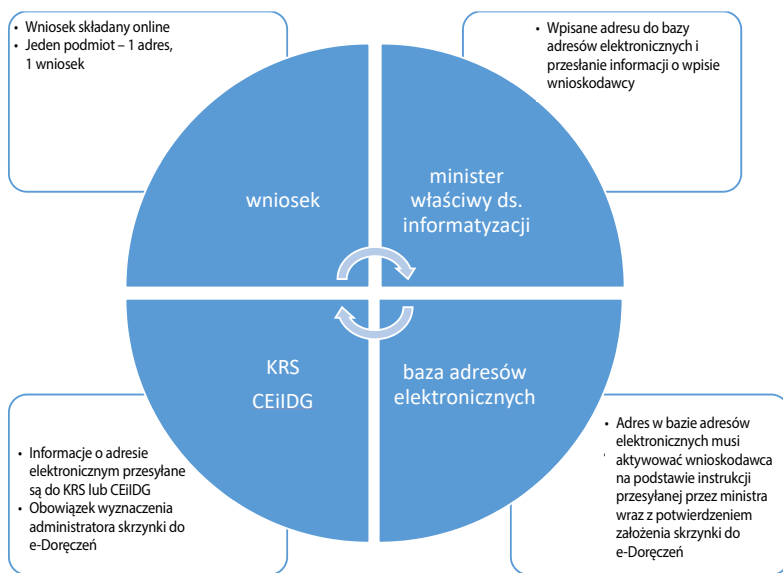 • Wniosek składany online
• Jeden podmiot – 1 adres,
1 wniosek
• Wpisane adresu do bazy
adresów elektronicznych i
przesłanie informacji o wpisie
wnioskodawcy
wniosek
minister
właściwy ds.
informatyzacji
KRS
CEiIDG
baza adresów
elektronicznych
• Informacje o adresie
elektronicznym przesyłane
są do KRS lub CEiIDG
• Obowiązek wyznaczenia
administratora skrzynki do
e-Doręczeń
• Adres w bazie adresów
elektronicznych musi
aktywować wnioskodawca
na podstawie instrukcji
przesyłanej przez ministra
wraz z potwierdzeniem
założenia skrzynki do
e-Doręczeń